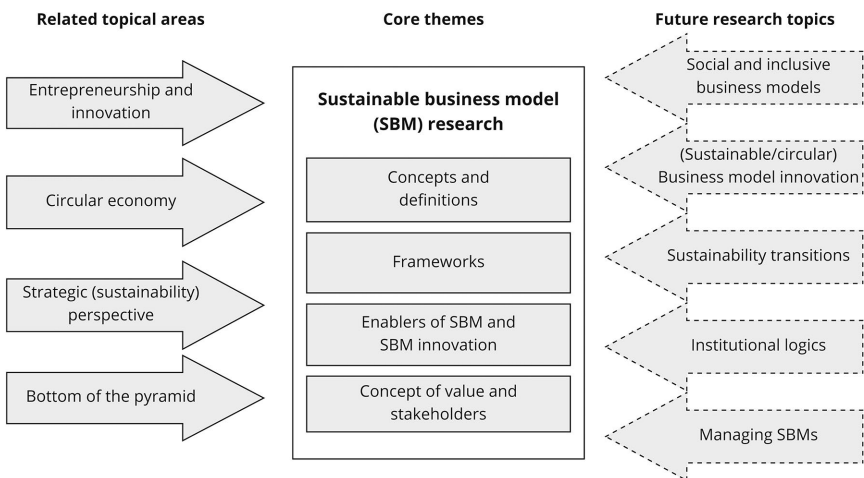 Related topical areas
Entrepreneurship and
innovation
Circular economy
Strategic (sustainability)
perspective
Bottom of the pyramid
Core themes
Sustainable business model
(SBM) research
Concepts and
definitions
Frameworks
Enablers of SBM and
SBM innovation
Concept of value and
stakeholders
Future research topics
Social and inclusive
business models
(Sustainable/circular)
Business model innovation
Sustainability transitions
Institutional logics
Managing SBMs